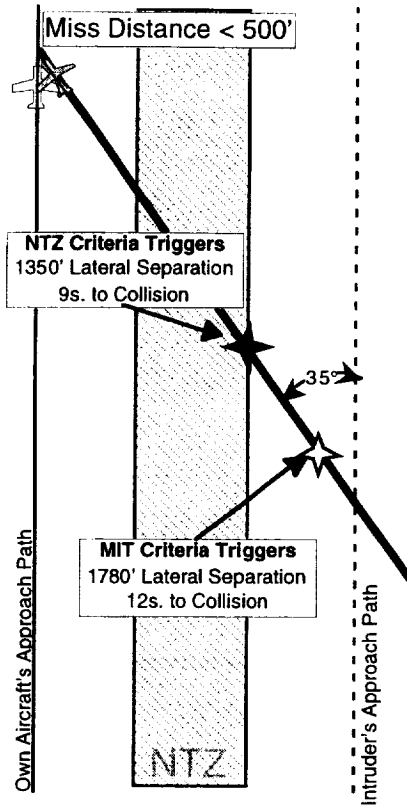 Miss Distance < 500'
NTZ Criteria Triggers
1350' Lateral Separation
9s. to Collision
35°
MIT Criteria Triggers
1780' Lateral Separation
12s. to Collision
Own Aircraft's Approach Path
Intruder's Approach Path
NTZ